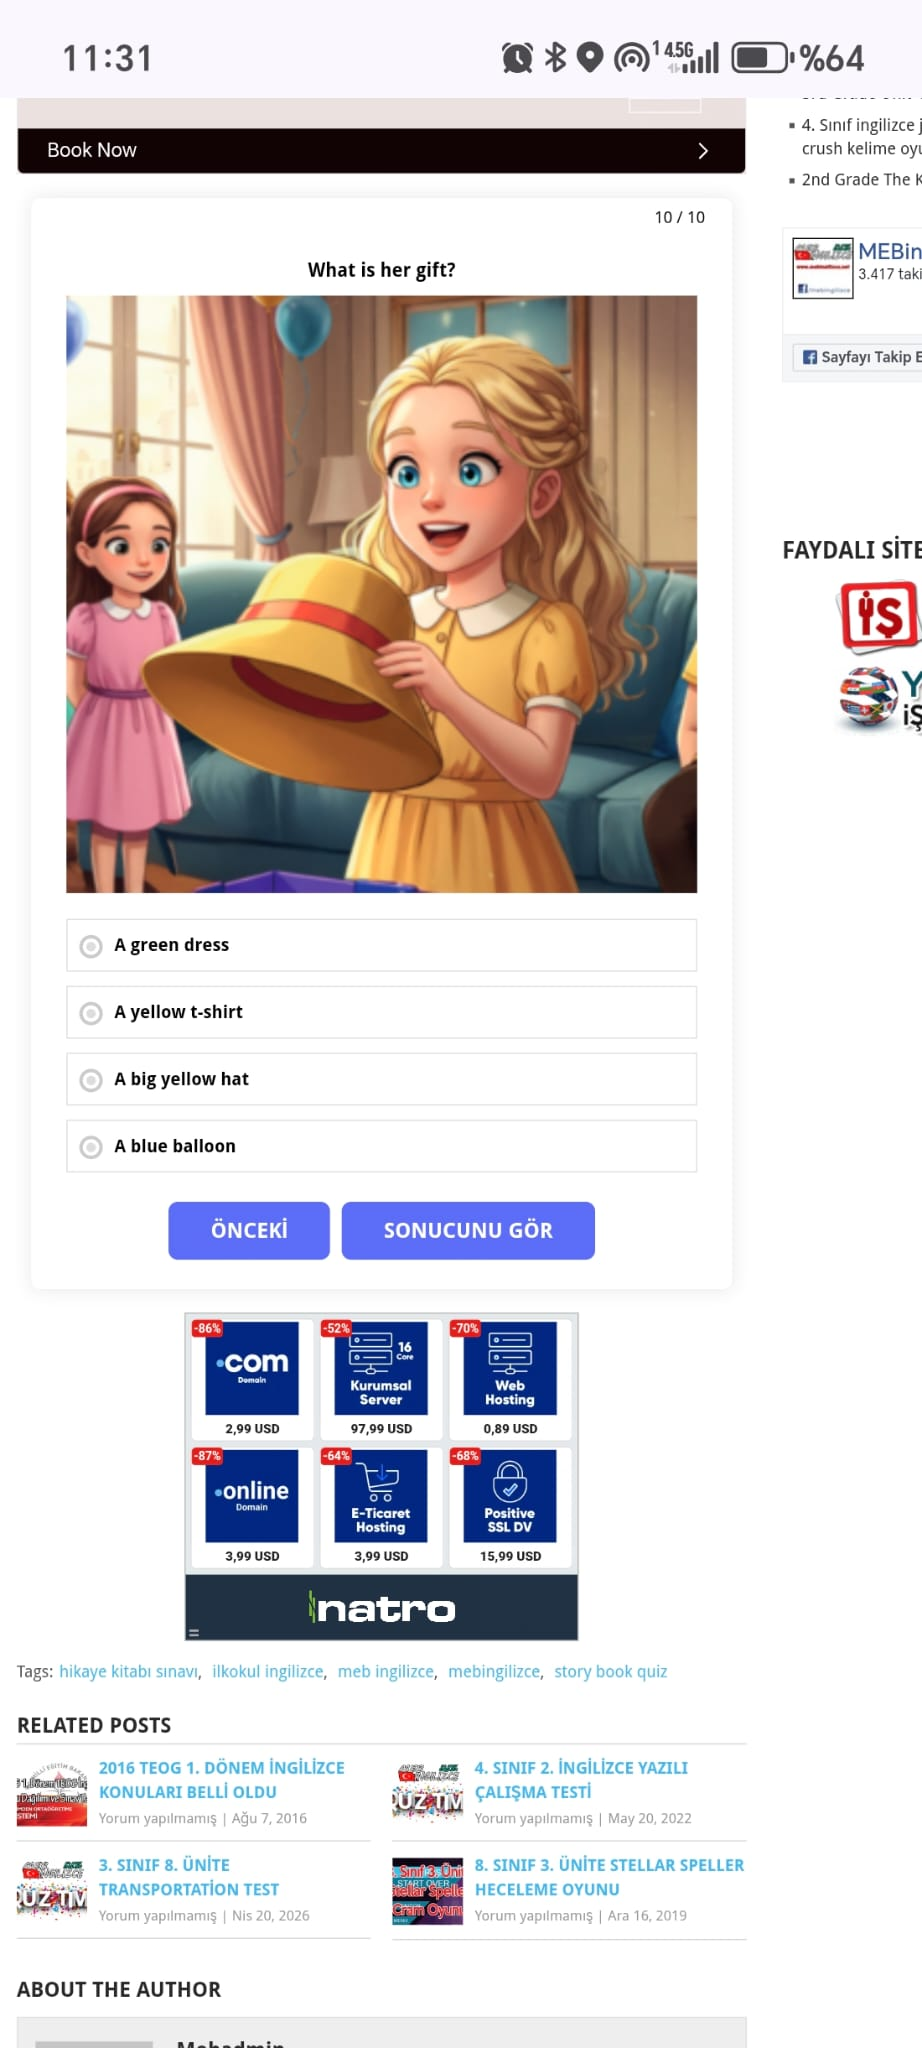 11:31
1 4.5G
%64
Book Now
4. Sınıf ingilizce
crush kelime
2nd Grade The
10 / 10
What is her gift?
3.417
Sayfayı Takip
FAYDALI
İŞ
A green dress
A yellow t-shirt
A big yellow hat
A blue balloon
ÖNCEKİ
SONUCUNU GÖR
-86%
.com
Domain
2,99 USD
-52%
16
Core
Kurumsal
Server
97,99 USD
-70%
Web
Hosting
0,89 USD
-87%
.online
Domain
3,99 USD
-64%
E-Ticaret
Hosting
3,99 USD
-68%
Positive
SSL DV
15,99 USD
natro
Tags: hikaye kitabı sınavı, ilkokul ingilizce, meb ingilizce, mebingilizce, story book quiz
RELATED POSTS
2016 TEOG 1. DÖNEM İNGİLİZCE
KONULARI BELLİ OLDU
Yorum yapılmamış | Ağu 7, 2016
4. SINIF 2. İNGİLİZCE YAZILI
ÇALIŞMA TESTİ
Yorum yapılmamış | May 20, 2022
3. SINIF 8. ÜNİTE
TRANSPORTATİON TEST
Yorum yapılmamış | Nis 20, 2026
8. SINIF 3. ÜNİTE STELLAR SPELLER
HECELEME OYUNU
Yorum yapılmamış | Ara 16, 2019
ABOUT THE AUTHOR